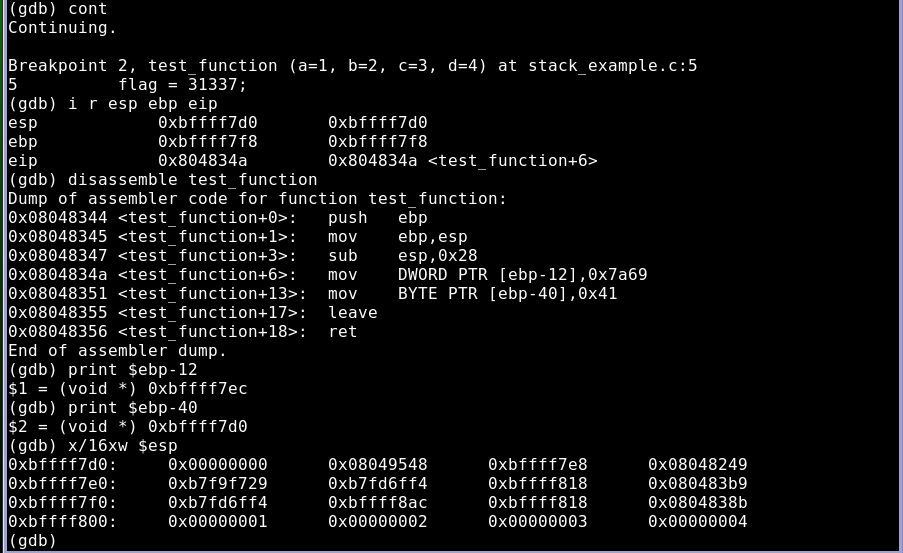 (gdb) cont
Continuing.

Breakpoint 2, test_function (a=1, b=2, c=3, d=4) at stack_example.c:5
5          flag = 31337;
(gdb) i r esp ebp eip
esp            0xbffff7d0       0xbffff7d0
ebp            0xbffff7f8       0xbffff7f8
eip            0x804834a        0x804834a <test_function+6>
(gdb) disassemble test_function
Dump of assembler code for function test_function:
0x08048344 <test_function+0>:   push   ebp
0x08048345 <test_function+1>:   mov    ebp,esp
0x08048347 <test_function+3>:   sub    esp,0x28
0x0804834a <test_function+6>:   mov    DWORD PTR [ebp-12],0x7a69
0x08048351 <test_function+13>:  mov    BYTE PTR [ebp-40],0x41
0x08048355 <test_function+17>:  leave
0x08048356 <test_function+18>:  ret
End of assembler dump.
(gdb) print $ebp-12
$1 = (void *) 0xbffff7ec
(gdb) print $ebp-40
$2 = (void *) 0xbffff7d0
(gdb) x/16xw $esp
0xbffff7d0:     0x00000000      0x08049548      0xbffff7e8      0x08048249
0xbffff7e0:     0xb7f9f729      0xb7fd6ff4      0xbffff818      0x080483b9
0xbffff7f0:     0xb7fd6ff4      0xbffff8ac      0xbffff818      0x0804838b
0xbffff800:     0x00000001      0x00000002      0x00000003      0x00000004
(gdb)